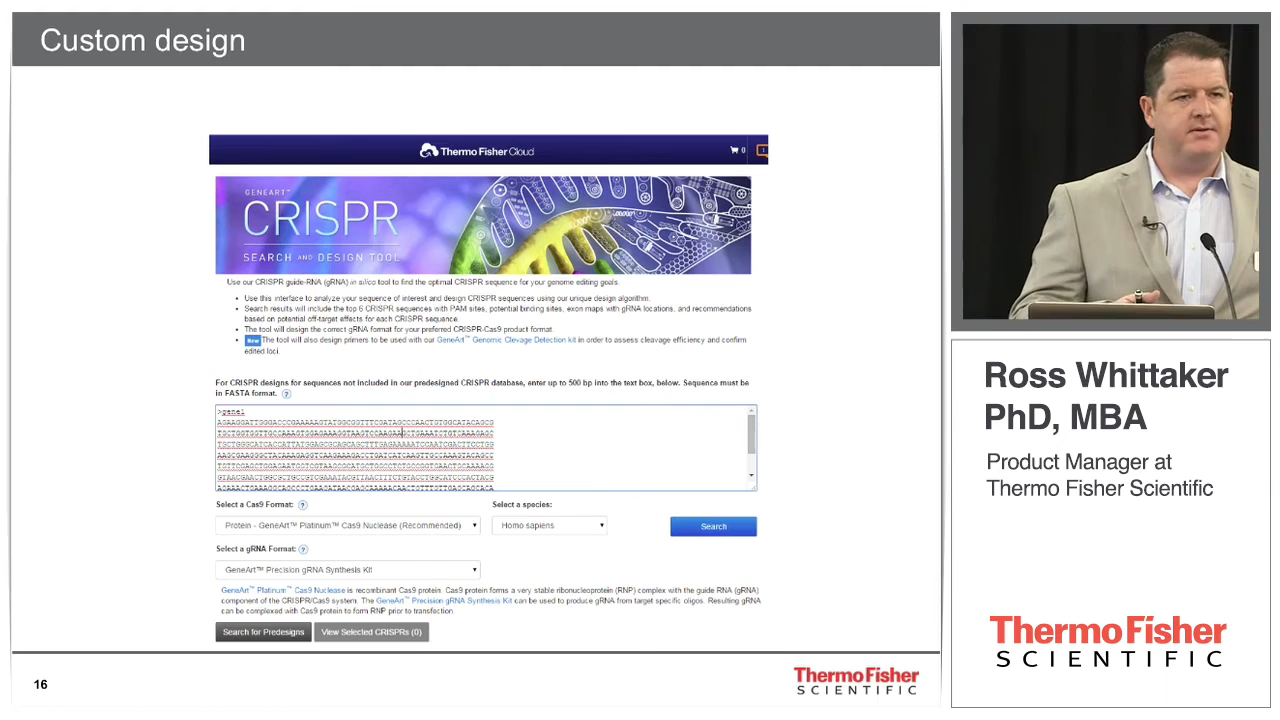 Custom design
Thermo Fisher Cloud
0
GENEART™
CRISPR
SEARCH AND DESIGN TOOL
Use our CRISPR guide-RNA (gRNA) in silico tool to find the optimal CRISPR sequence for your genome editing goals.
Use this interface to analyze your sequence of interest and design CRISPR sequences using our unique design algorithm.
Search results will include the top 6 CRISPR sequences with PAM sites, potential binding sites, exon maps with gRNA locations, and recommendations
based on potential off-target effects for each CRISPR sequence.
The tool will design the correct gRNA format for your preferred CRISPR-Cas9 product format.
New The tool will also design primers to be used with our GeneArt™ Genomic Clevage Detection kit in order to assess cleavage efficiency and confirm
edited loci.
For CRISPR designs for sequences not included in our predesigned CRISPR database, enter up to 500 bp into the text box, below. Sequence must be
in FASTA format. ?
>gene1
Select a Cas9 Format: ?
Select a species:
Protein - GeneArt™ Platinum™ Cas9 Nuclease (Recommended)
Homo sapiens
Search
Select a gRNA Format: ?
GeneArt™ Precision gRNA Synthesis Kit
GeneArt™ Platinum™ Cas9 Nuclease is recombinant Cas9 protein. Cas9 protein forms a very stable ribonucleoprotein (RNP) complex with the guide RNA (gRNA)
component of the CRISPR/Cas9 system. The GeneArt™ Precision gRNA Synthesis Kit can be used to produce gRNA from target specific oligos. Resulting gRNA
can be complexed with Cas9 protein to form RNP prior to transfection
Search for Predesigns
View Selected CRISPRs (0)
16
ThermoFisher
SCIENTIFIC
Ross Whittaker
PhD, MBA
Product Manager at
Thermo Fisher Scientific
ThermoFisher
SCIENTIFIC